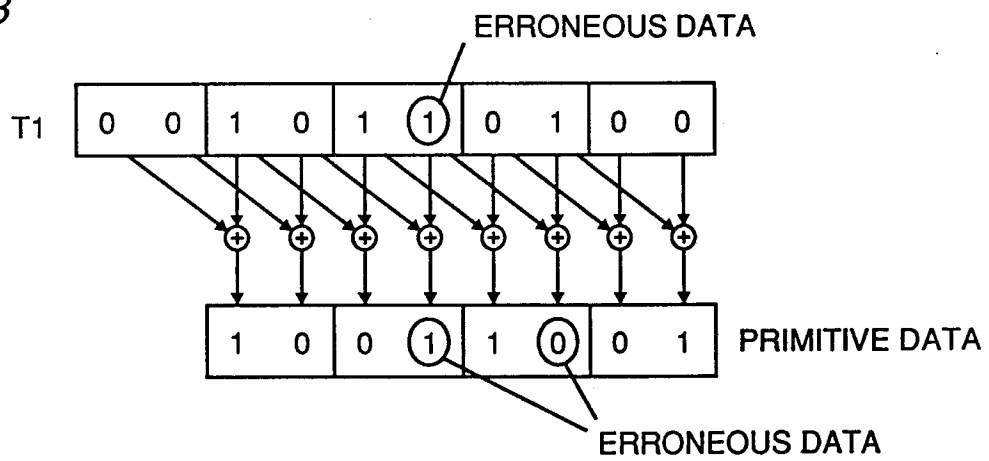 ERRONEOUS DATA
T1 0 0 1 0 1 1 0 1 0 0
+ + + + + + + +
1 0 0 1 1 0 0 1 PRIMITIVE DATA
ERRONEOUS DATA